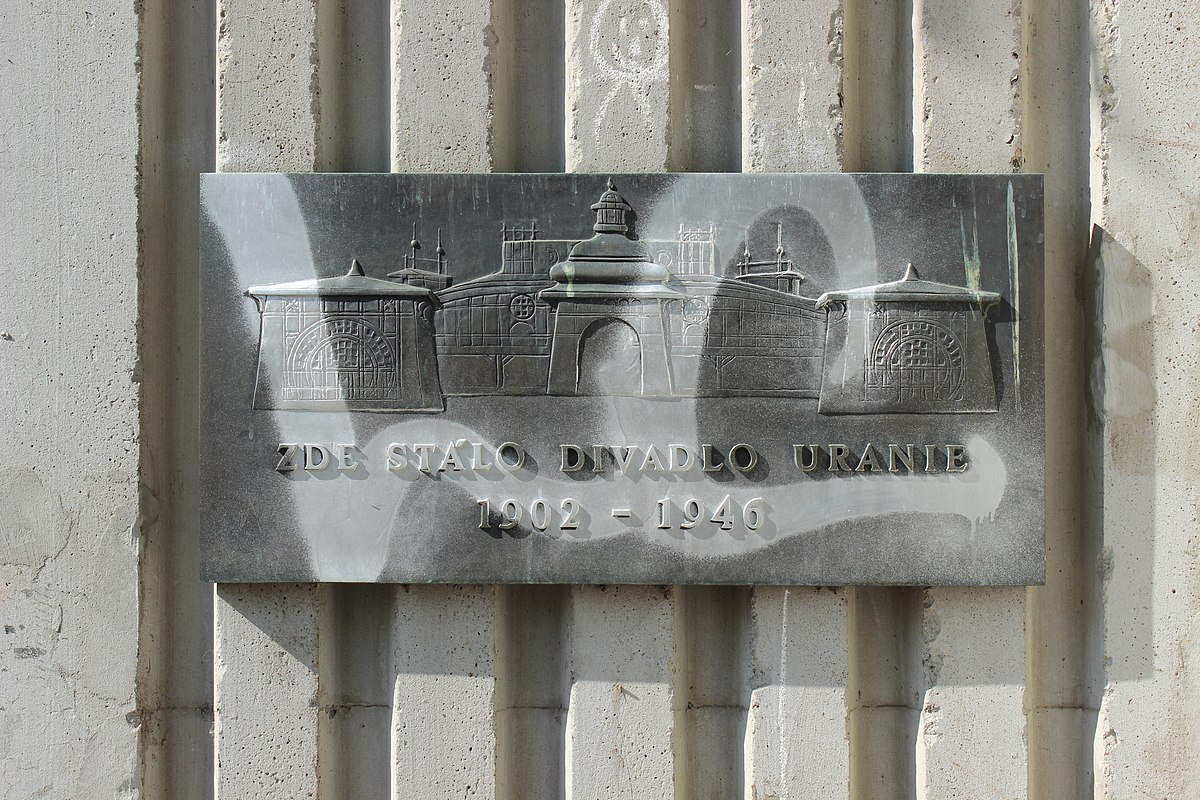 ZDE STÁLO DIVADLO URANIE
1902 - 1946